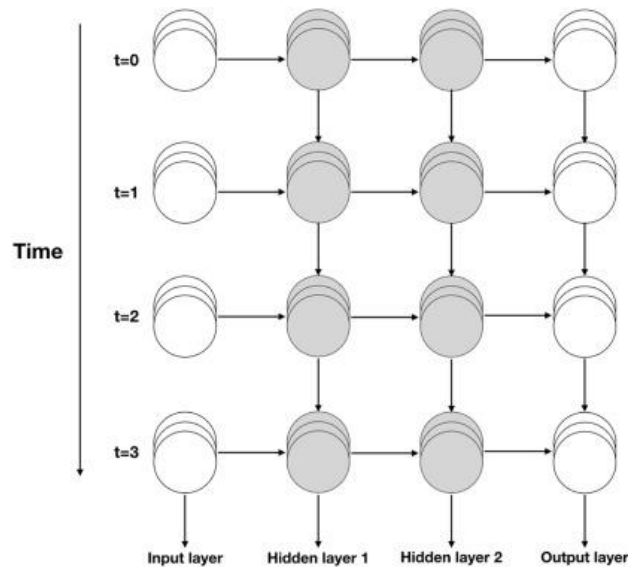 t=0
t=1
Time
t=2
t=3
Input layer Hidden layer 1 Hidden layer 2 Output layer